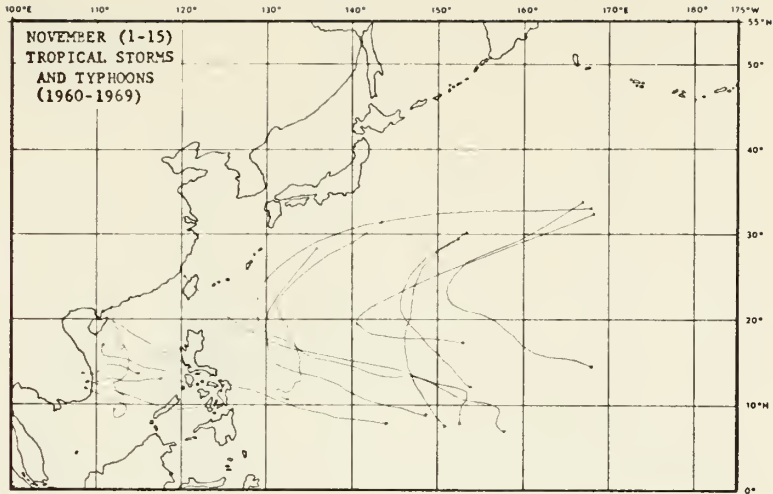 100°E 110°E 120°E 130°E 140°E 150°E 160°E 170°E 175°W
55°N
NOVEMBER (1-15)
TROPICAL STORMS
AND TYPHOONS
(1960-1969)
50°
40°
30°
20°
10°N
0°